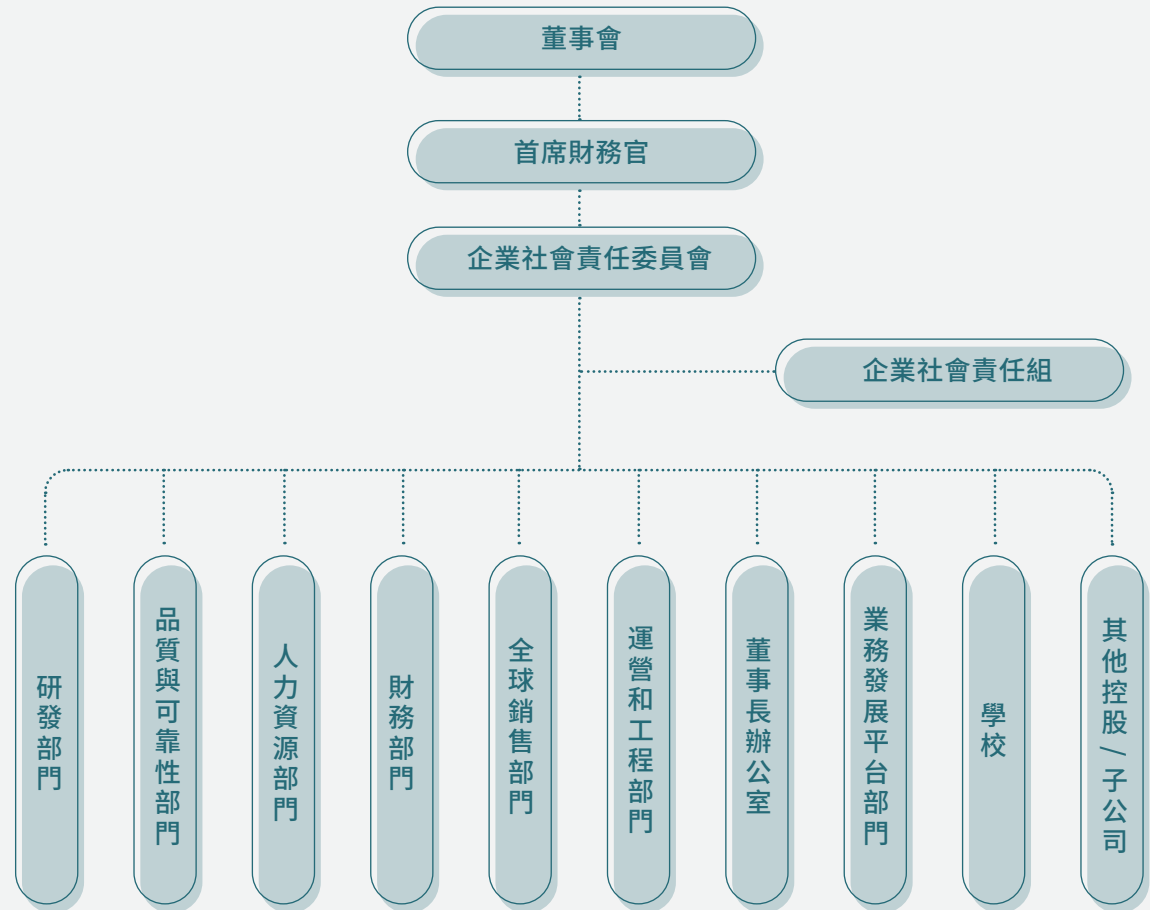 董事會
首席財務官
企業社會責任委員會
企業社會責任組
研發部門
品質與可靠性部門
人力資源部門
財務部門
全球銷售部門
運營和工程部門
董事長辦公室
業務發展平台部門
學校
其他控股/子公司